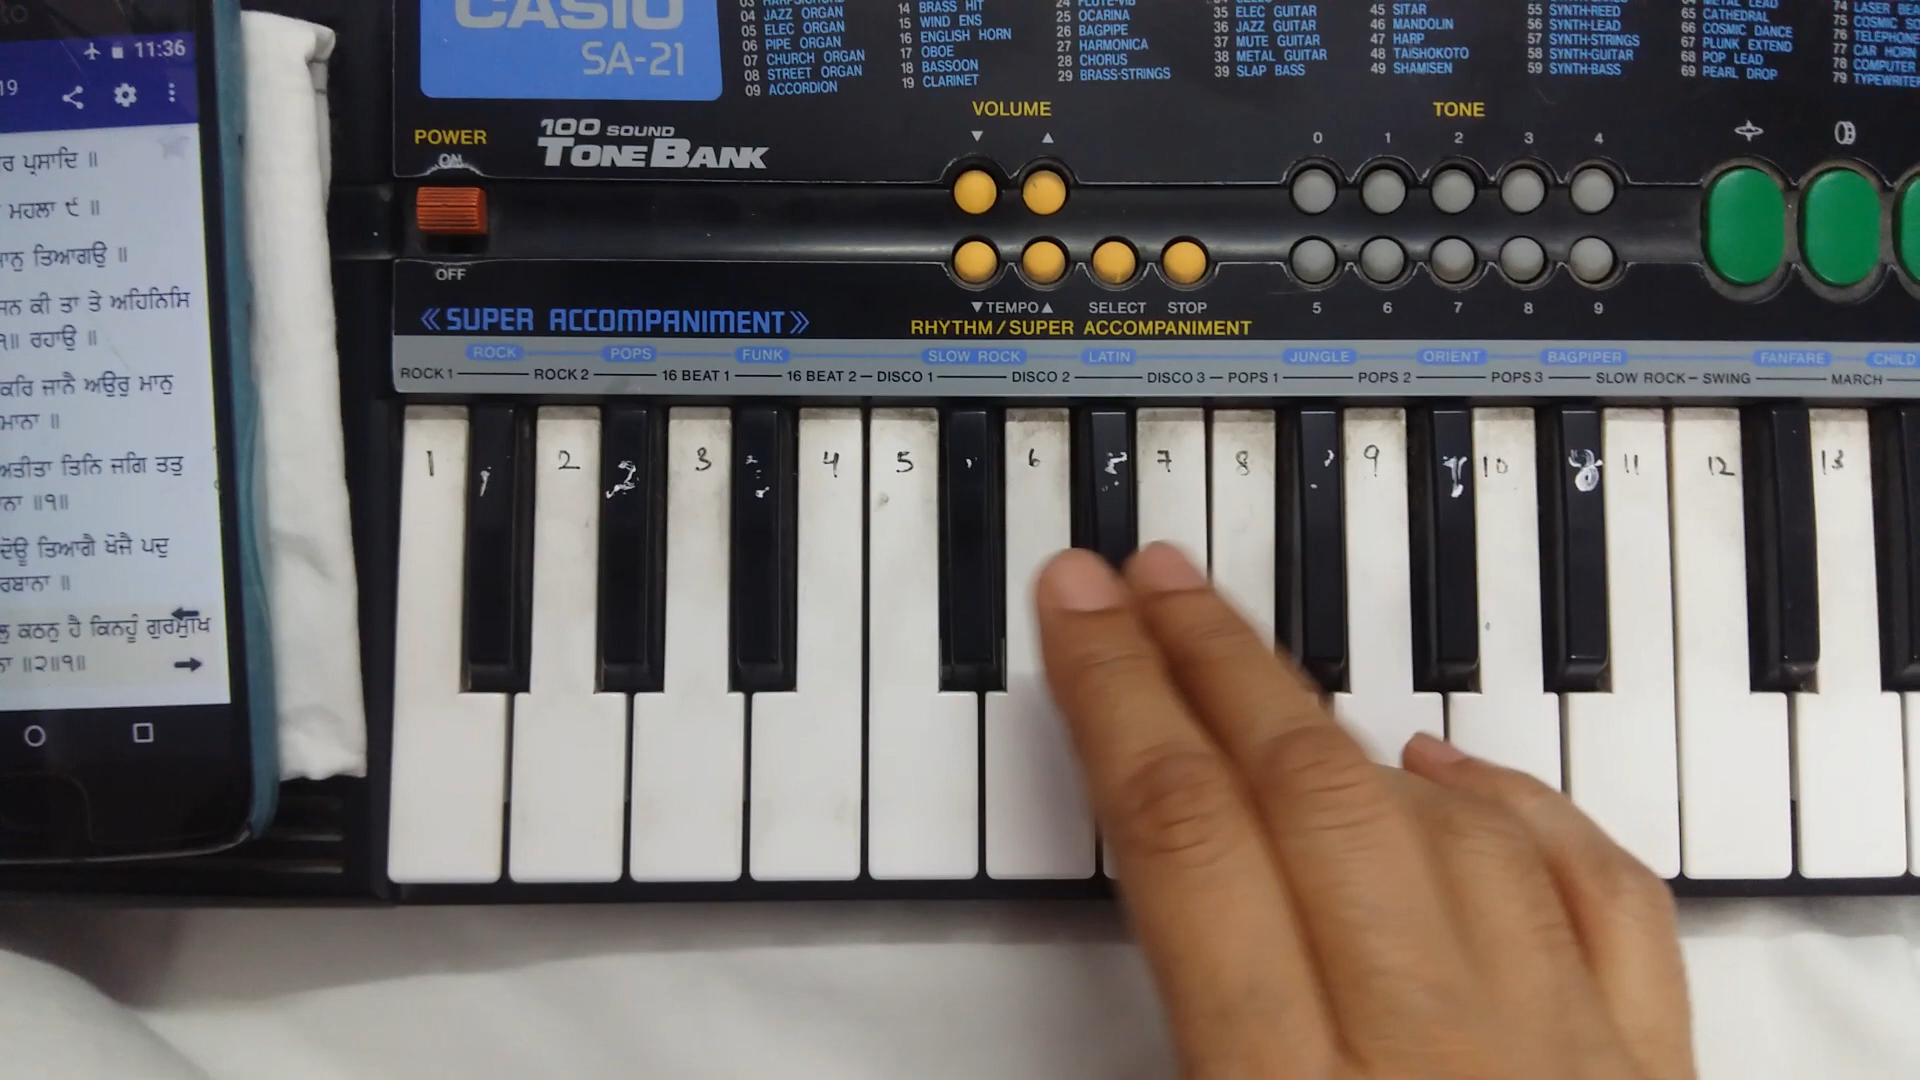 11:36
19
ਰ ਪ੍ਰਸਾਦਿ ॥
ਮਹਲਾ ੯ ॥
ਤਿਆਗਉ ॥
ਕੀ ਤਾ ਤੇ ਅਹਿਨਿਸਿ
੧॥ ਰਹਾਉ ॥
ਕਰਿ ਜਾਨੈ ਅਉਰੁ ਮਾਨੁ
ਮਾਨਾ ॥
ਅਤੀਤਾ ਤਿਨਿ ਜਗਿ ਤਤੁ
ਨਾ ॥੧॥
ਦੋਊ ਤਿਆਗੈ ਖੋਜੈ ਪਦੁ
ਰਬਾਨਾ ॥
ਕਠਨੁ ਹੈ ਕਿਨਹੂੰ ਗੁਰਮੁਖਿ
ਨਾ ॥੨॥੧॥
CASIO
SA-21
04 JAZZ ORGAN
05 ELEC ORGAN
06 PIPE ORGAN
07 CHURCH ORGAN
08 STREET ORGAN
09 ACCORDION
14 BRASS HIT
15 WIND ENS
16 ENGLISH HORN
17 OBOE
18 BASSOON
19 CLARINET
25 OCARINA
26 BAGPIPE
27 HARMONICA
28 CHORUS
29 BRASS-STRINGS
35 ELEC GUITAR
36 JAZZ GUITAR
37 MUTE GUITAR
38 METAL GUITAR
39 SLAP BASS
45 SITAR
46 MANDOLIN
47 HARP
48 TAISHOKOTO
49 SHAMISEN
55 SYNTH-REED
56 SYNTH-LEAD
57 SYNTH-STRINGS
58 SYNTH-GUITAR
59 SYNTH-BASS
65 CATHEDRAL
66 COSMIC DANCE
67 PLUNK EXTEND
68 POP LEAD
69 PEARL DROP
74 LASER
75 COSMIC
76 TELEPHONE
77 CAR HORN
78 COMPUTER
79 TYPEWRITER
100 SOUND
TONE BANK
POWER
ON
OFF
VOLUME
▼ ▲
TONE
0 1 2 3 4
5 6 7 8 9
▼TEMPO▲ SELECT STOP
RHYTHM/SUPER ACCOMPANIMENT
《SUPER ACCOMPANIMENT》
ROCK POPS FUNK SLOW ROCK LATIN JUNGLE ORIENT BAGPIPER FANFARE CHILD
ROCK 1 ROCK 2 16 BEAT 1 16 BEAT 2 DISCO 1 DISCO 2 DISCO 3 POPS 1 POPS 2 POPS 3 SLOW ROCK SWING MARCH
1 2 3 4 5 6 7 8 9 10 11 12 13